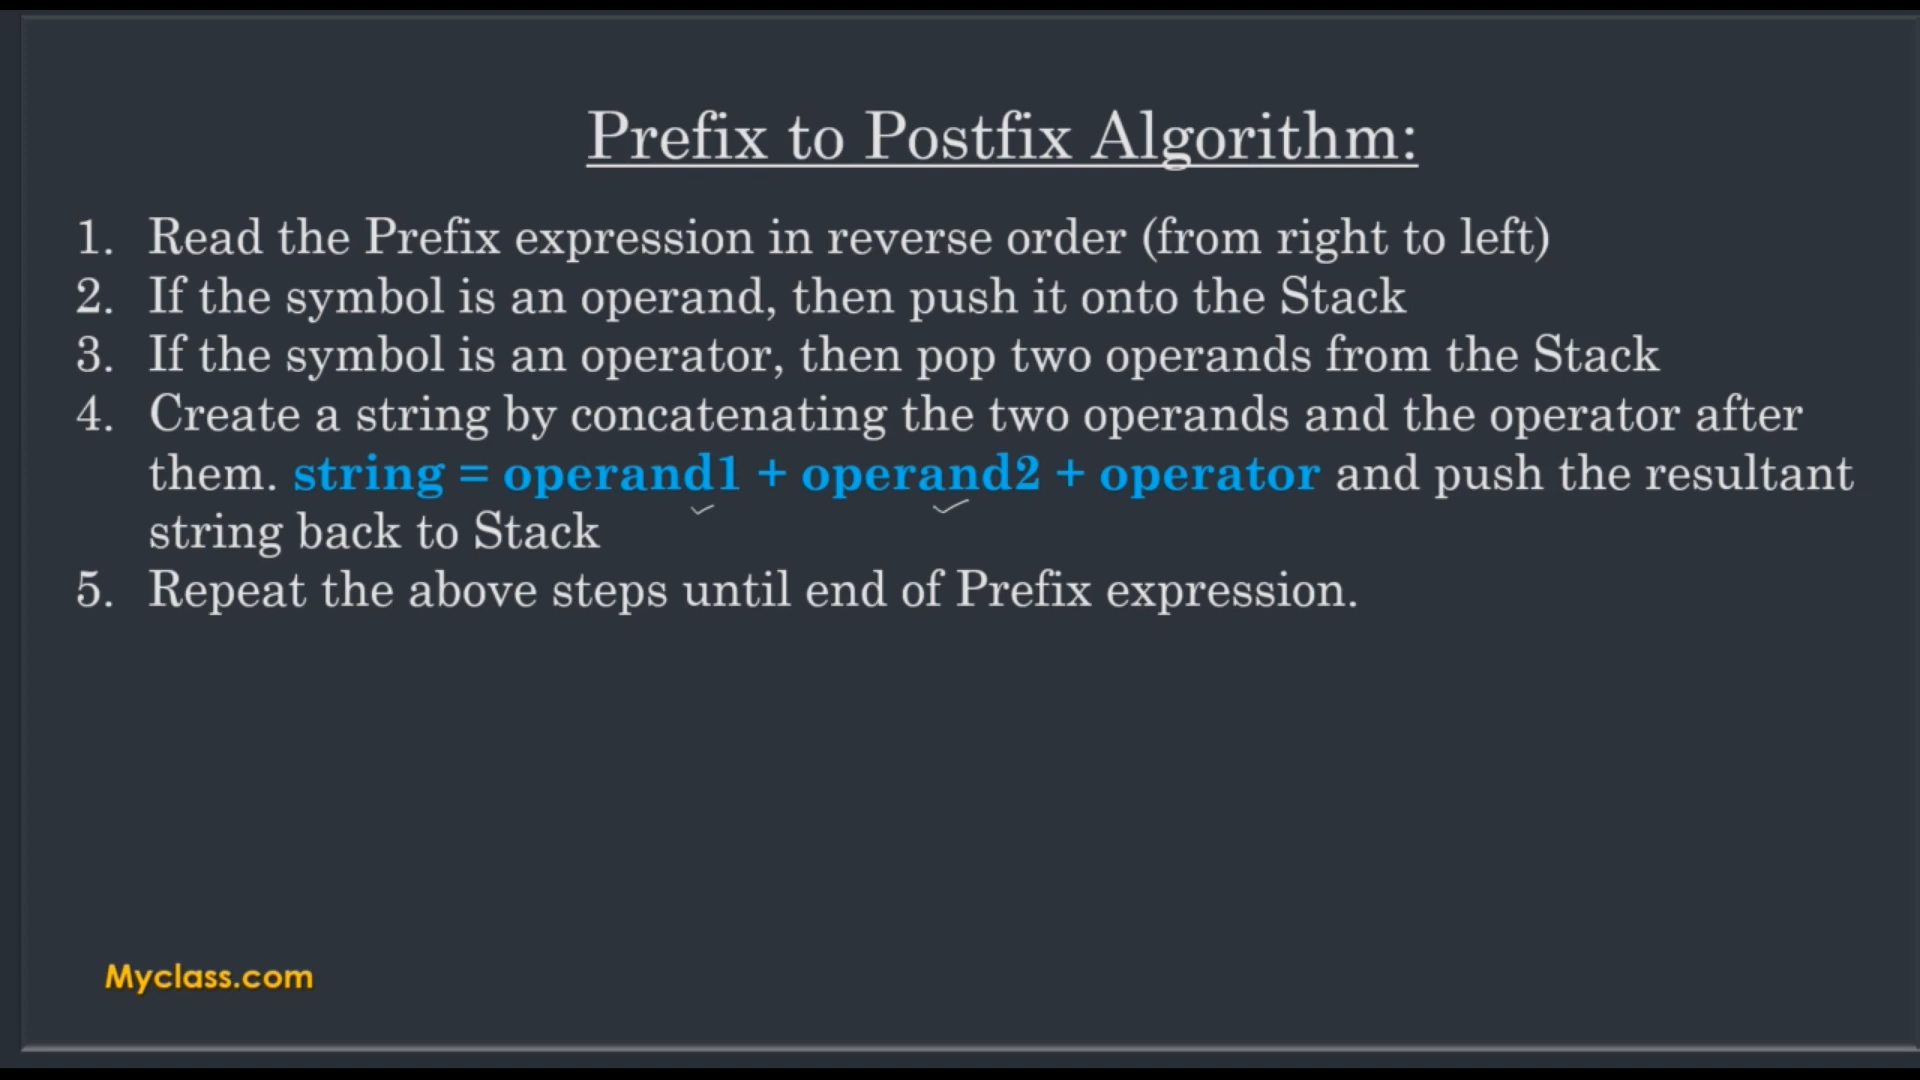 Prefix to Postfix Algorithm:
1. Read the Prefix expression in reverse order (from right to left)
2. If the symbol is an operand, then push it onto the Stack
3. If the symbol is an operator, then pop two operands from the Stack
4. Create a string by concatenating the two operands and the operator after
them. string = operand1 + operand2 + operator and push the resultant
string back to Stack
5. Repeat the above steps until end of Prefix expression.
Myclass.com